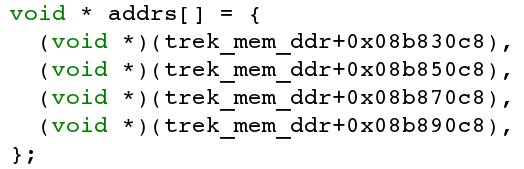 void * addrs[] = {
  (void *)(trek_mem_ddr+0x08b830c8),
  (void *)(trek_mem_ddr+0x08b850c8),
  (void *)(trek_mem_ddr+0x08b870c8),
  (void *)(trek_mem_ddr+0x08b890c8),
};